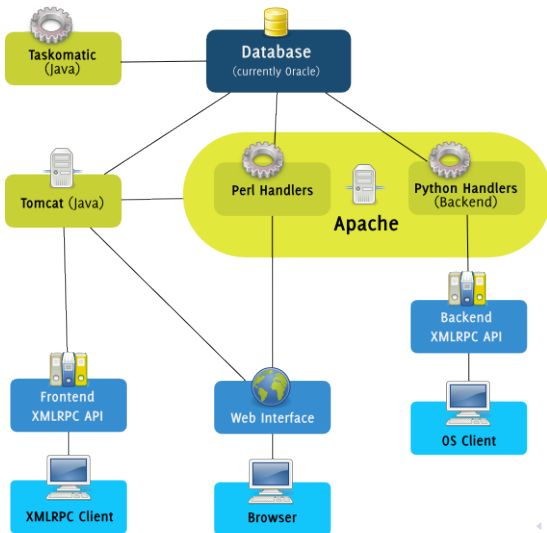 Taskomatic
(Java)
Database
(currently Oracle)
Tomcat (Java)
Perl Handlers
Python Handlers
(Backend)
Apache
Backend
XMLRPC API
Frontend
XMLRPC API
Web Interface
OS Client
XMLRPC Client
Browser